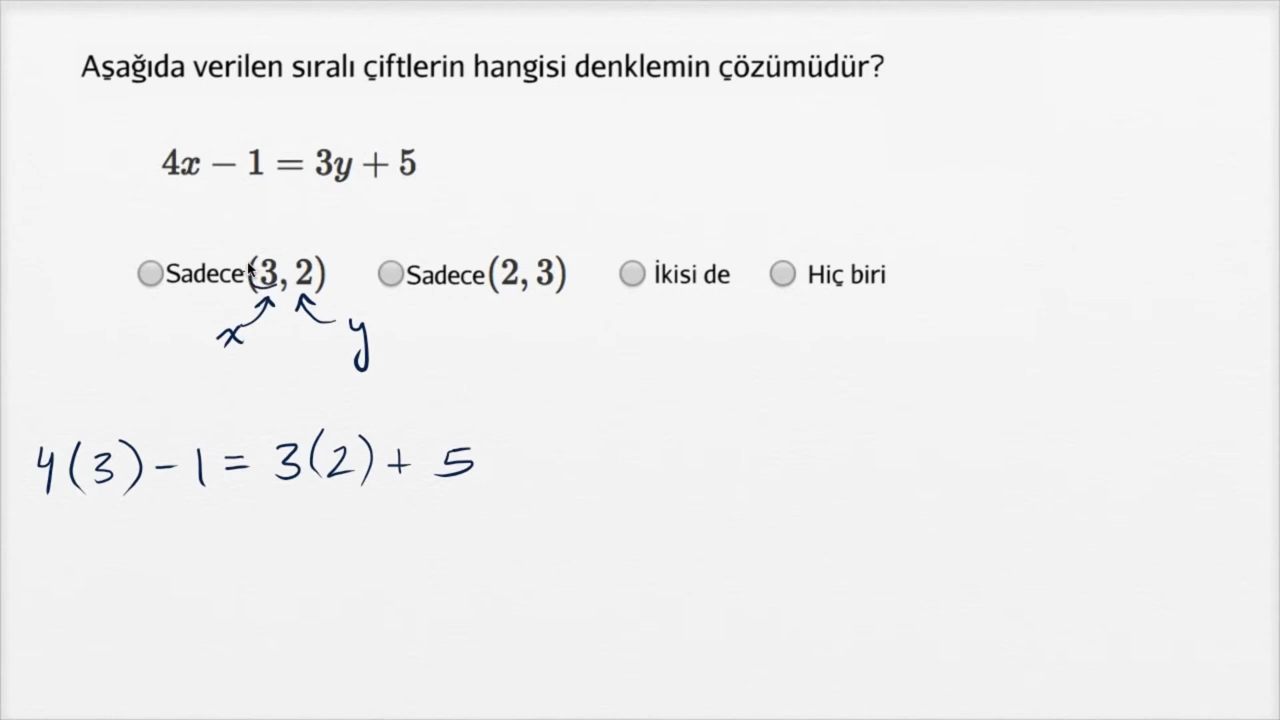 Aşağıda verilen sıralı çiftlerin hangisi denklemin çözümüdür?
4x − 1 = 3y + 5
Sadece (3, 2) Sadece (2, 3) İkisi de Hiç biri
x y
4(3) - 1 = 3(2) + 5